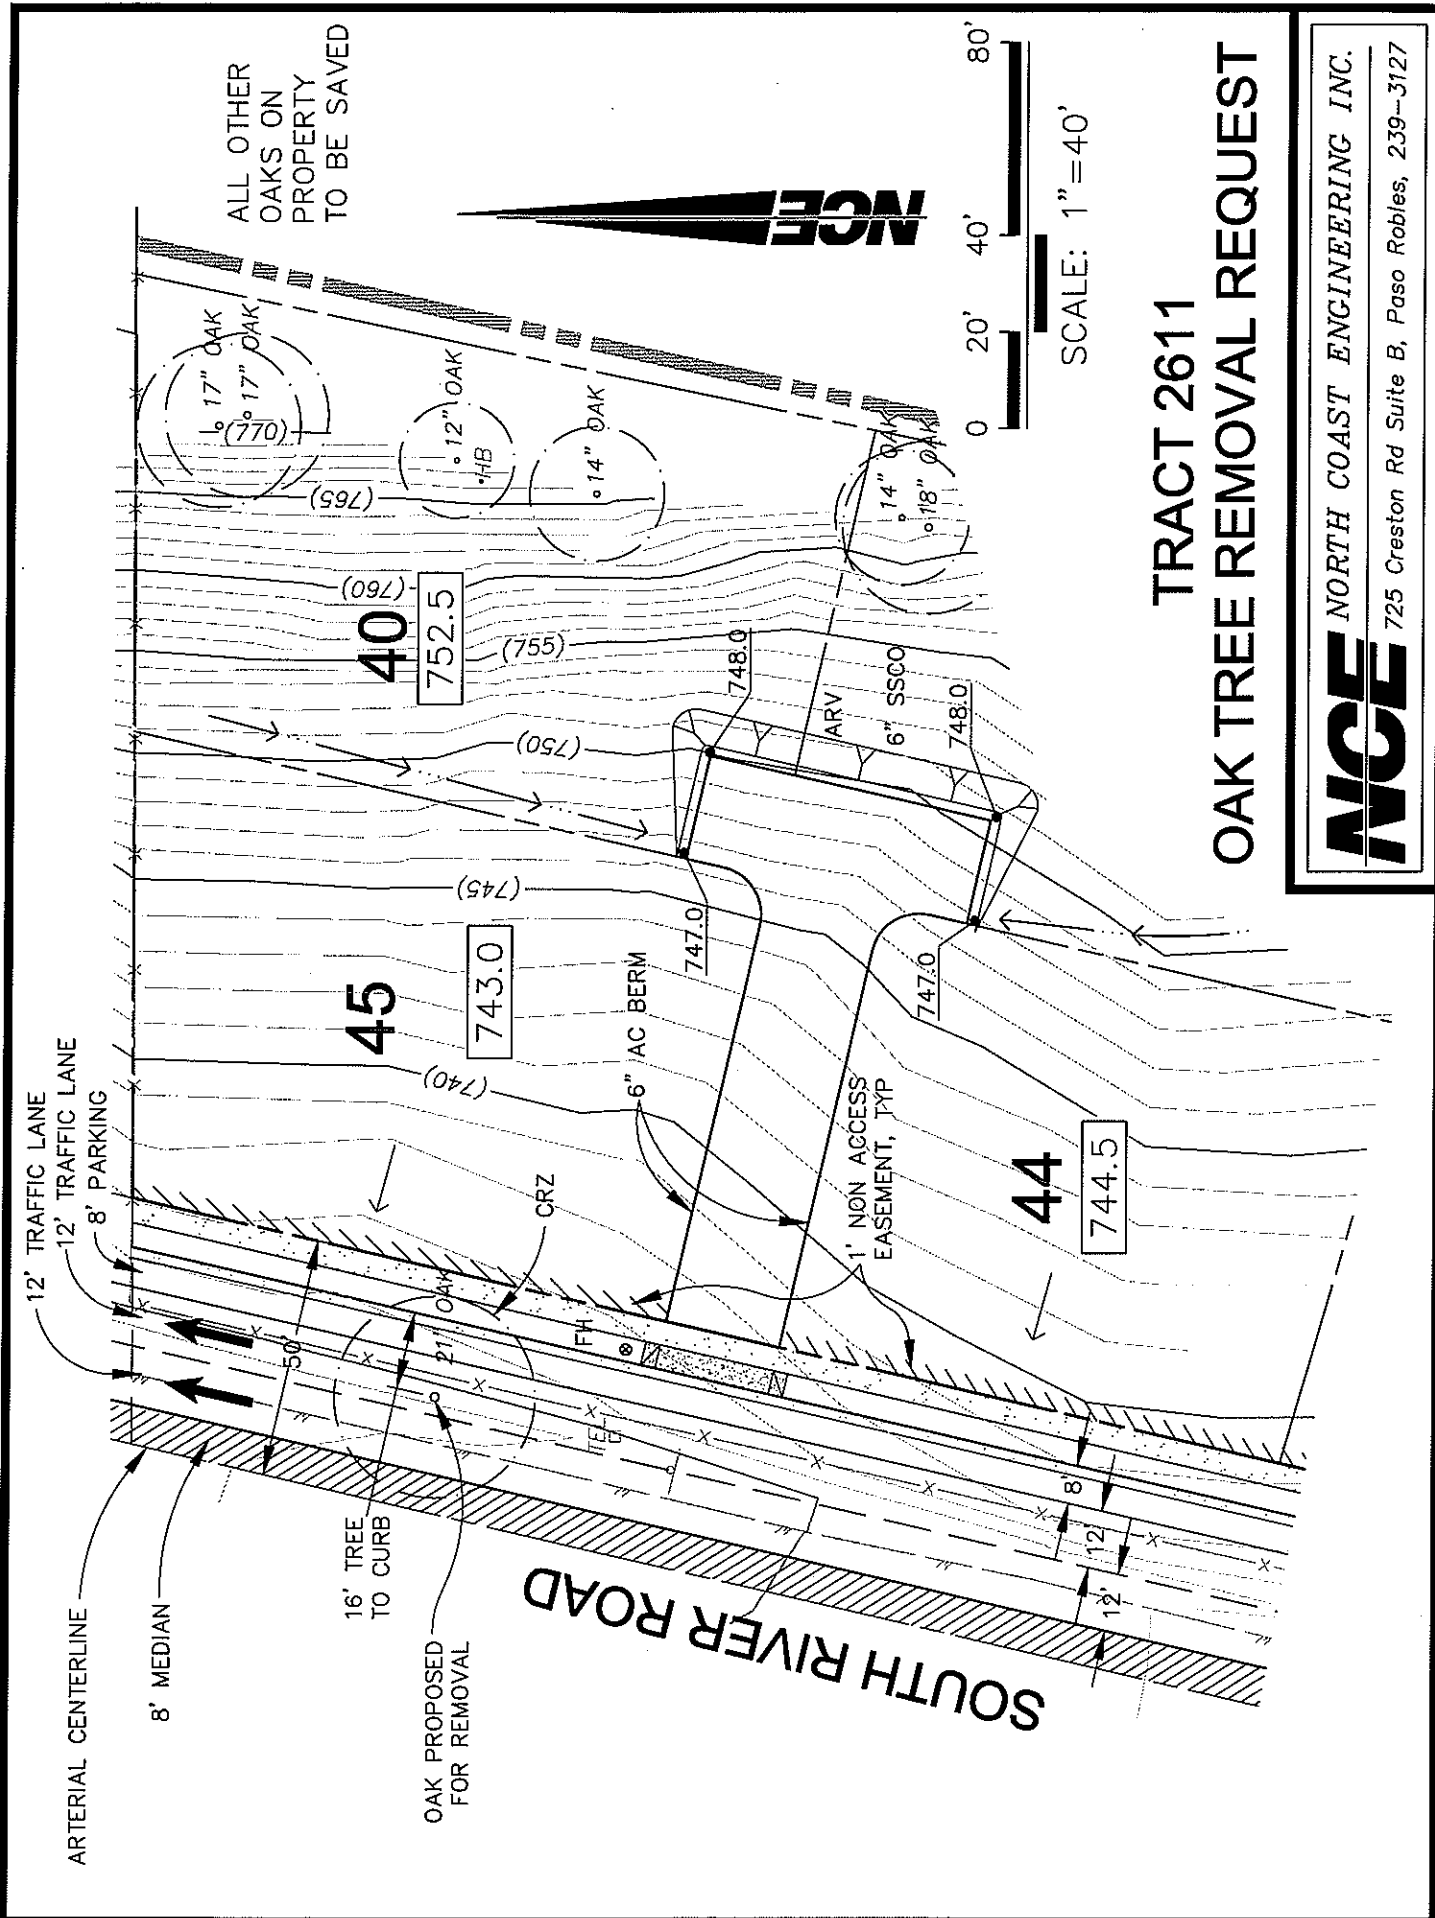 ARTERIAL CENTERLINE
8' MEDIAN
12' TRAFFIC LANE
12' TRAFFIC LANE
8' PARKING
ALL OTHER
OAKS ON
PROPERTY
TO BE SAVED
16' TREE
TO CURB
OAK PROPOSED
FOR REMOVAL
50'
21" OAK
CRZ
FH
TEL
SOUTH RIVER ROAD
45
743.0
40
752.5
44
744.5
(740)
(745)
(750)
(755)
(760)
(765)
(770)
17" OAK
17" OAK
12" OAK
HB
14" OAK
14" OAK
18" OAK
747.0
748.0
747.0
748.0
ARV
6" SSCO
6" AC BERM
1' NON ACCESS
EASEMENT, TYP
8'
12'
12'
NCE
0 20' 40' 80'
SCALE: 1"=40'
TRACT 2611
OAK TREE REMOVAL REQUEST
NCE NORTH COAST ENGINEERING INC.
725 Creston Rd Suite B, Paso Robles, 239-3127